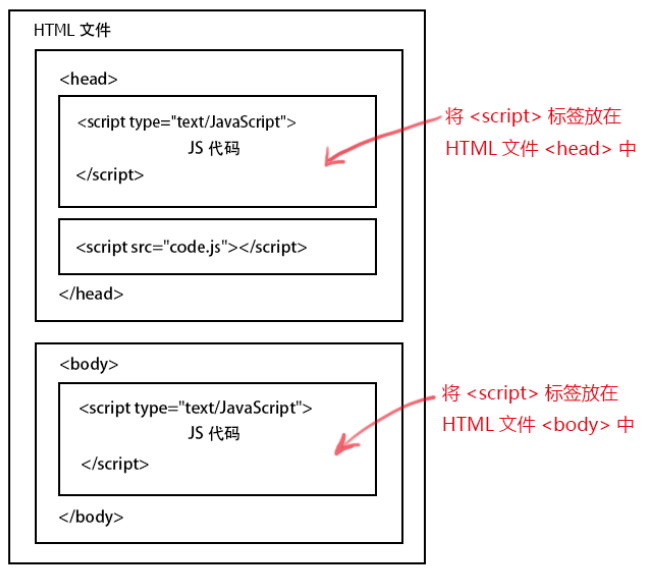 HTML 文件
<head>
<script type="text/JavaScript">
JS 代码
</script>
<script src="code.js"></script>
</head>
将 <script> 标签放在
HTML 文件 <head> 中
<body>
<script type="text/JavaScript">
JS 代码
</script>
</body>
将 <script> 标签放在
HTML 文件 <body> 中